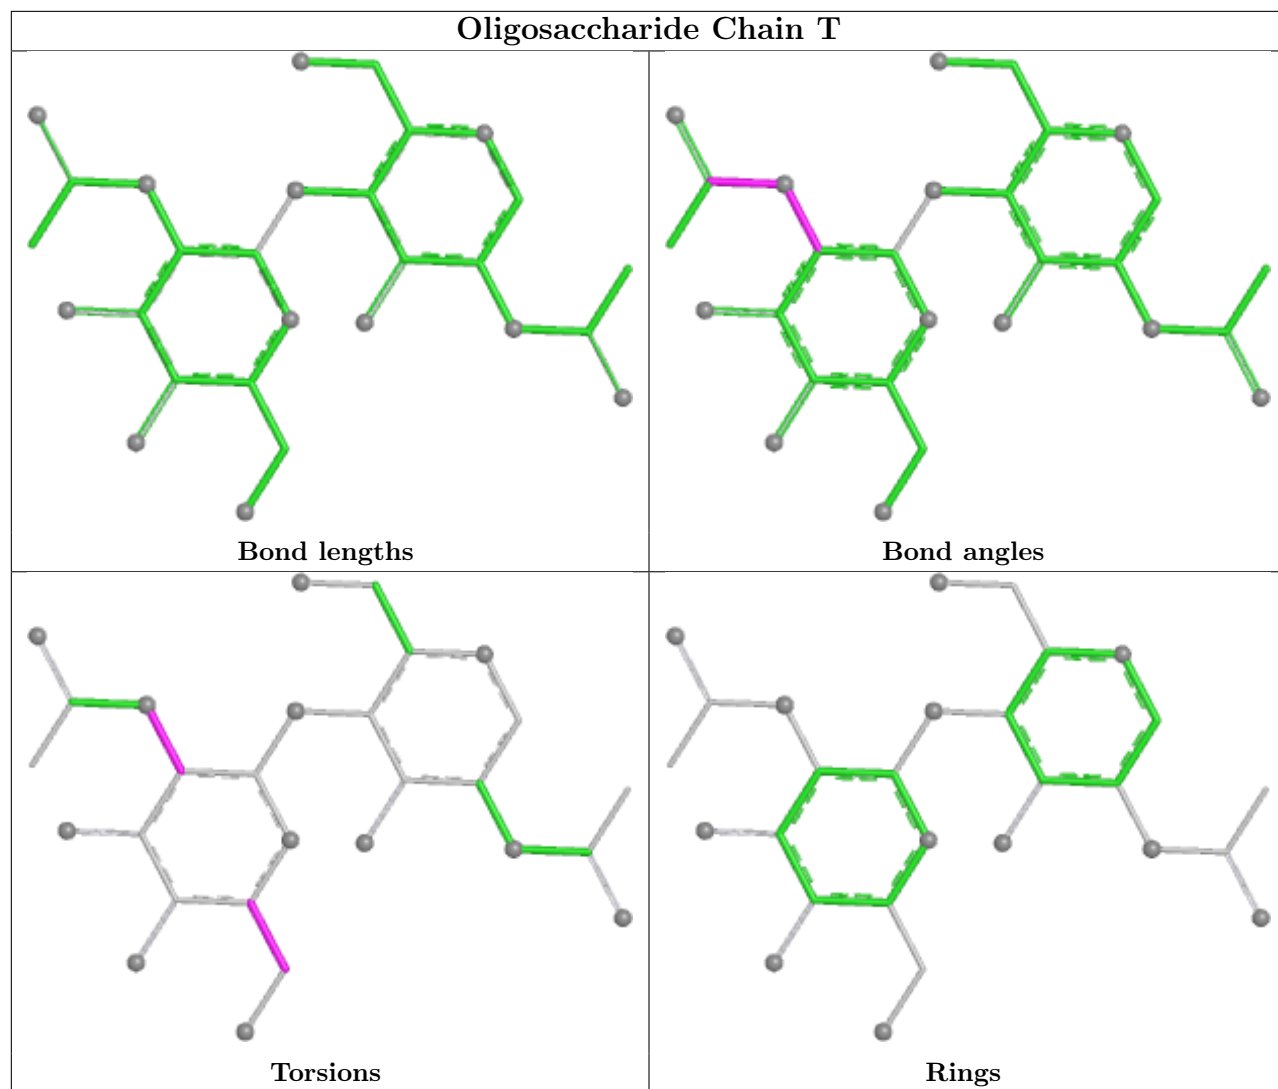 Oligosaccharide Chain T
Bond lengths
Bond angles
Torsions
Rings